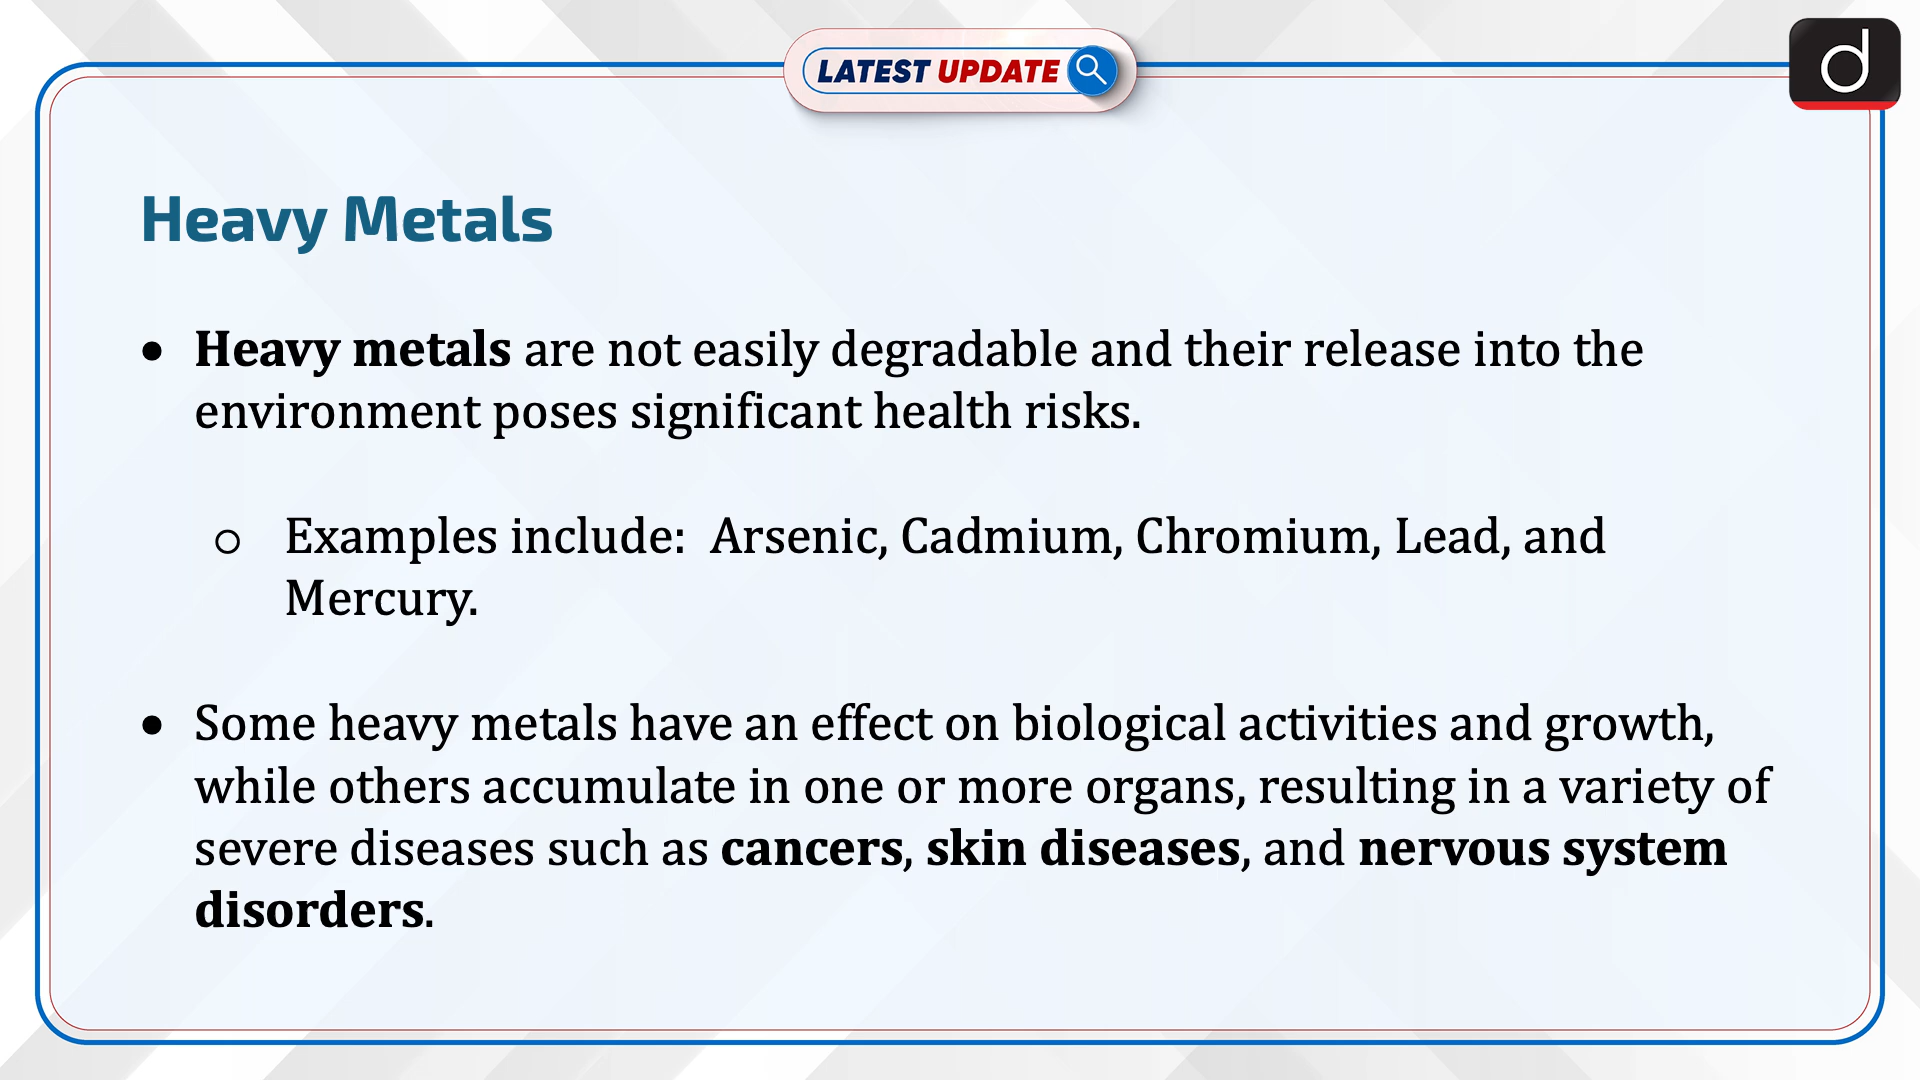 LATEST UPDATE
d
Heavy Metals
• Heavy metals are not easily degradable and their release into the
environment poses significant health risks.
o Examples include:  Arsenic, Cadmium, Chromium, Lead, and
Mercury.
• Some heavy metals have an effect on biological activities and growth,
while others accumulate in one or more organs, resulting in a variety of
severe diseases such as cancers, skin diseases, and nervous system
disorders.